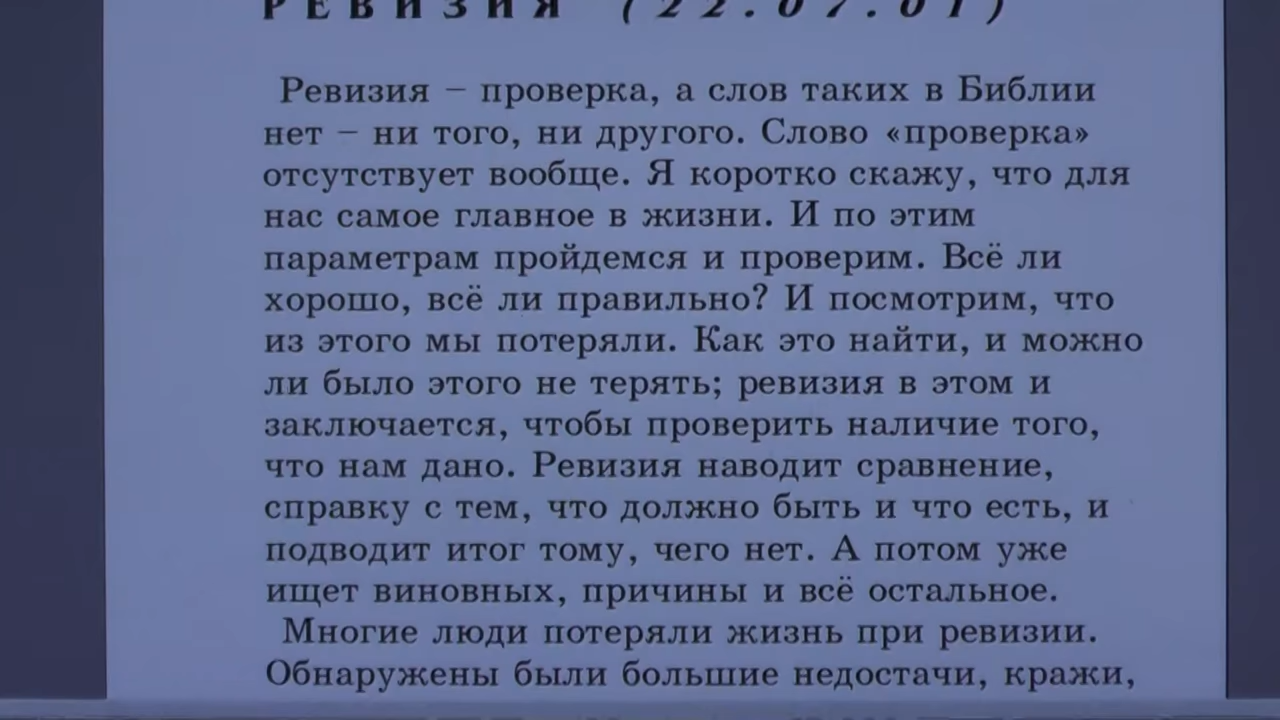 РЕВИЗИЯ (22.07.01)
Ревизия – проверка, а слов таких в Библии
нет – ни того, ни другого. Слово «проверка»
отсутствует вообще. Я коротко скажу, что для
нас самое главное в жизни. И по этим
параметрам пройдемся и проверим. Всё ли
хорошо, всё ли правильно? И посмотрим, что
из этого мы потеряли. Как это найти, и можно
ли было этого не терять; ревизия в этом и
заключается, чтобы проверить наличие того,
что нам дано. Ревизия наводит сравнение,
справку с тем, что должно быть и что есть, и
подводит итог тому, чего нет. А потом уже
ищет виновных, причины и всё остальное.
Многие люди потеряли жизнь при ревизии.
Обнаружены были большие недостачи, кражи,